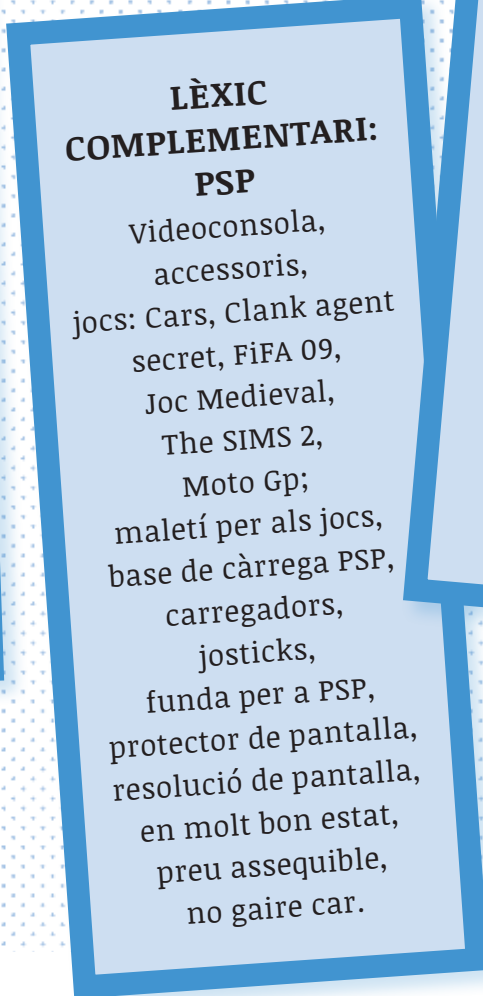 LÈXIC
COMPLEMENTARI:
PSP
Videoconsola,
accessoris,
jocs: Cars, Clank agent
secret, FiFA 09,
Joc Medieval,
The SIMS 2,
Moto Gp;
maletí per als jocs,
base de càrrega PSP,
carregadors,
josticks,
funda per a PSP,
protector de pantalla,
resolució de pantalla,
en molt bon estat,
preu assequible,
no gaire car.